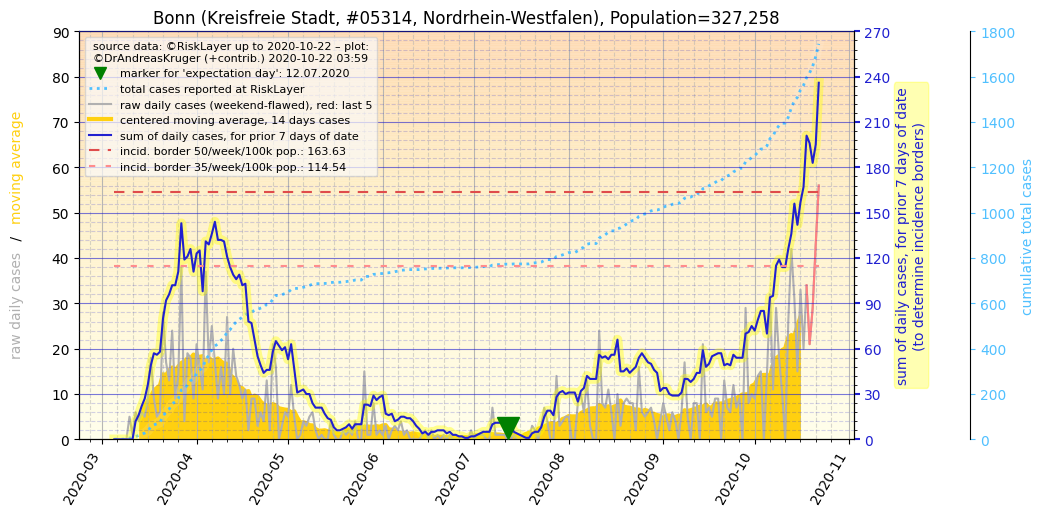 Bonn (Kreisfreie Stadt, #05314, Nordrhein-Westfalen), Population=327,258
source data: ©RiskLayer up to 2020-10-22 – plot:
©DrAndreasKruger (+contrib.) 2020-10-22 03:59
marker for 'expectation day': 12.07.2020
total cases reported at RiskLayer
raw daily cases (weekend-flawed), red: last 5
centered moving average, 14 days cases
sum of daily cases, for prior 7 days of date
incid. border 50/week/100k pop.: 163.63
incid. border 35/week/100k pop.: 114.54
raw daily cases / moving average
90
80
70
60
50
40
30
20
10
0
270
240
210
180
150
120
90
60
30
0
sum of daily cases, for prior 7 days of date
(to determine incidence borders)
1800
1600
1400
1200
1000
800
600
400
200
0
cumulative total cases
2020-03
2020-04
2020-05
2020-06
2020-07
2020-08
2020-09
2020-10
2020-11